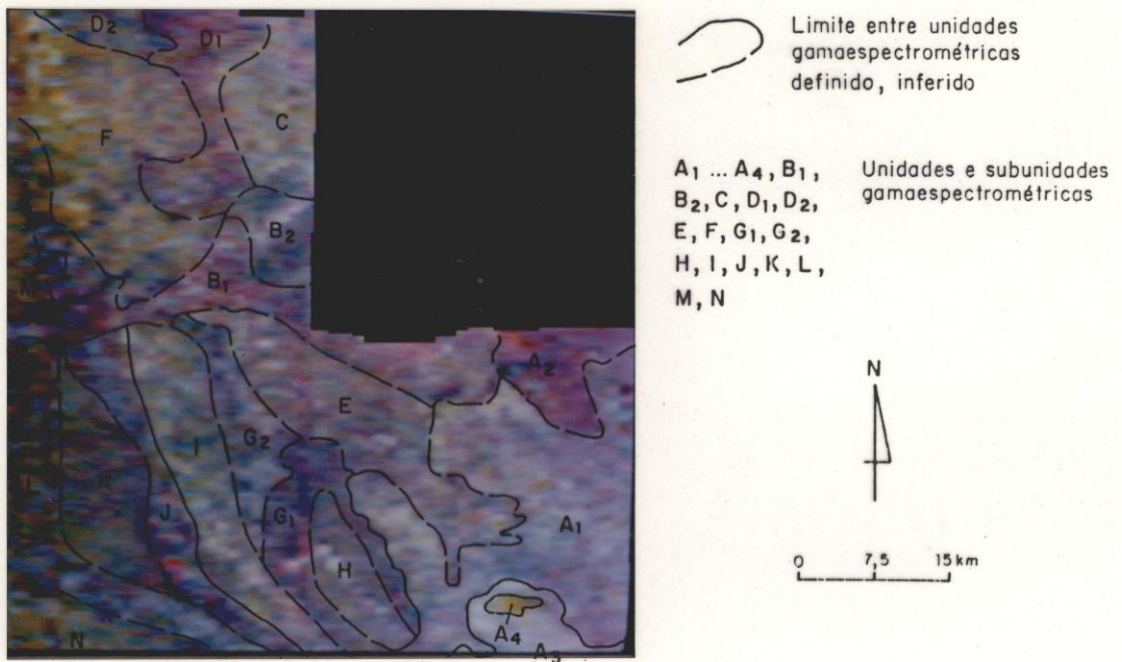 D₂
D₁
C
F
B₂
B₁
M
A₂
E
G₂
I
K
L
J
G₁
A₁
H
A₄
A₃
N
Limite entre unidades
gamaespectrométricas
definido, inferido
A₁ ... A₄, B₁,
B₂, C, D₁, D₂,
E, F, G₁, G₂,
H, I, J, K, L,
M, N
Unidades e subunidades
gamaespectrométricas
N
0 7,5 15 km